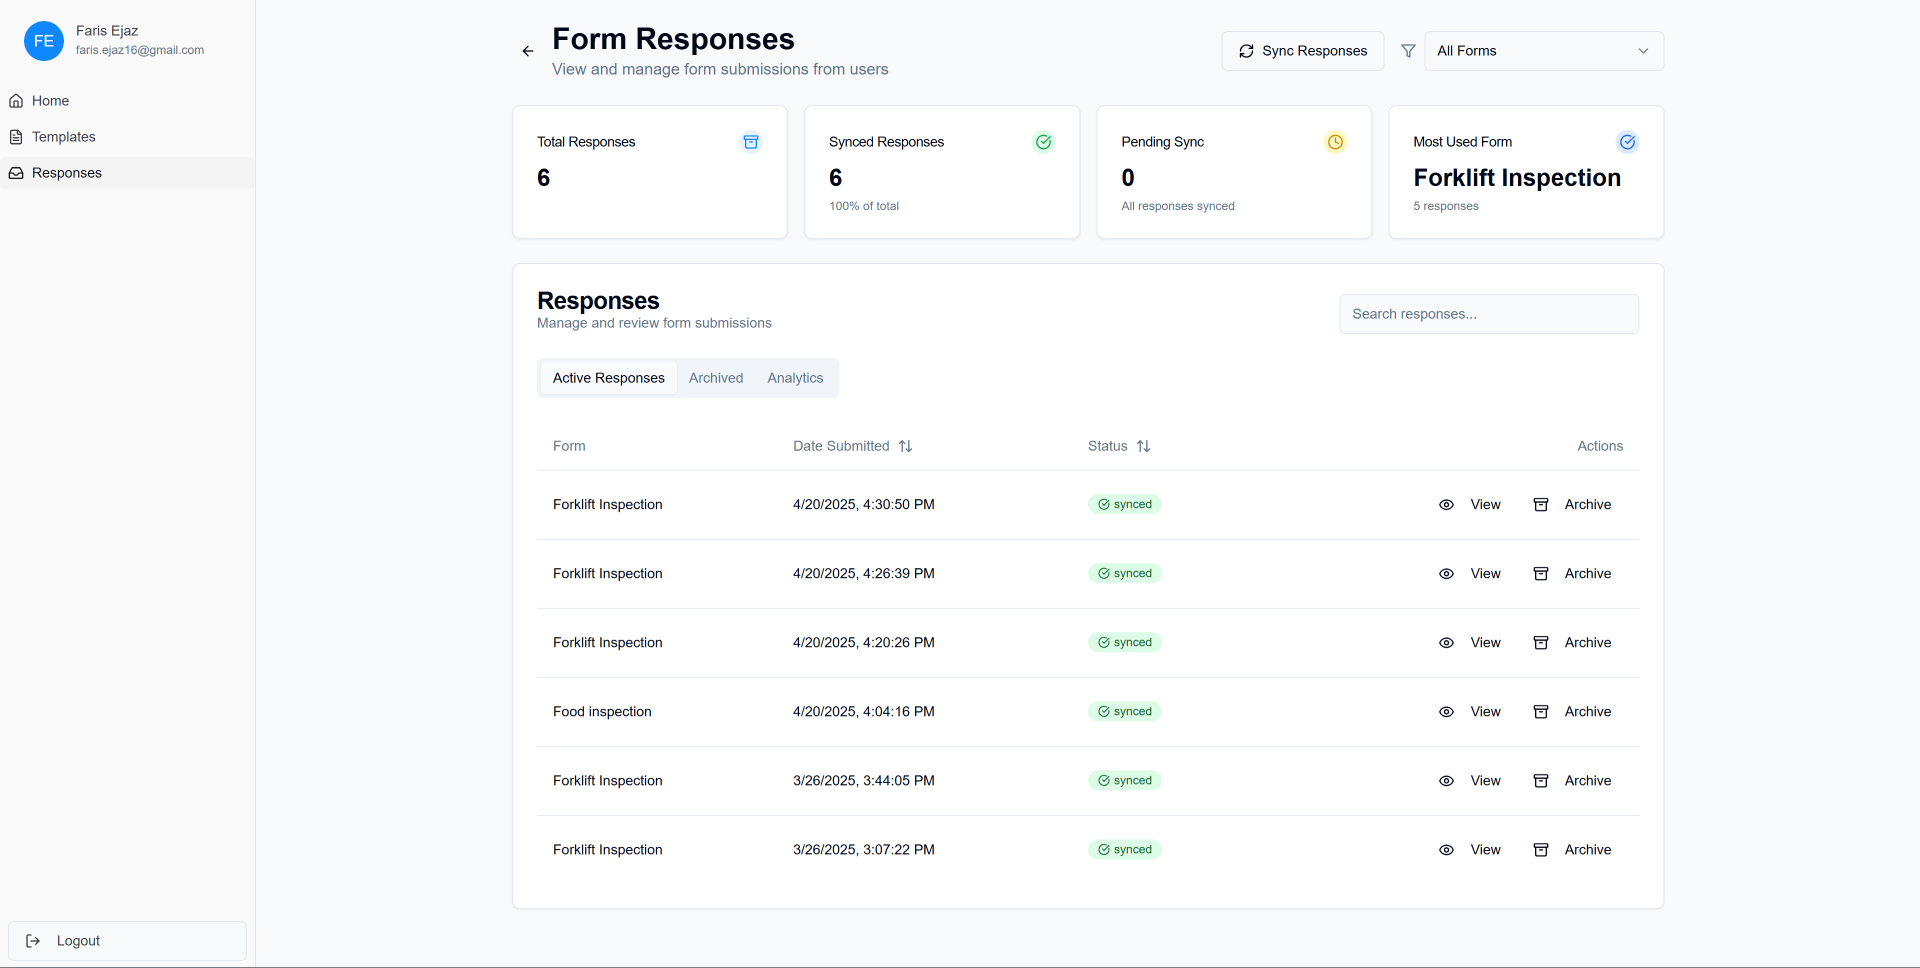 FE
Faris Ejaz
faris.ejaz16@gmail.com
Home
Templates
Responses
Logout
Form Responses
View and manage form submissions from users
Sync Responses
All Forms
Total Responses
6
Synced Responses
6
100% of total
Pending Sync
0
All responses synced
Most Used Form
Forklift Inspection
5 responses
Responses
Manage and review form submissions
Search responses...
Active Responses Archived Analytics
Form Date Submitted Status Actions
Forklift Inspection 4/20/2025, 4:30:50 PM synced View Archive
Forklift Inspection 4/20/2025, 4:26:39 PM synced View Archive
Forklift Inspection 4/20/2025, 4:20:26 PM synced View Archive
Food inspection 4/20/2025, 4:04:16 PM synced View Archive
Forklift Inspection 3/26/2025, 3:44:05 PM synced View Archive
Forklift Inspection 3/26/2025, 3:07:22 PM synced View Archive